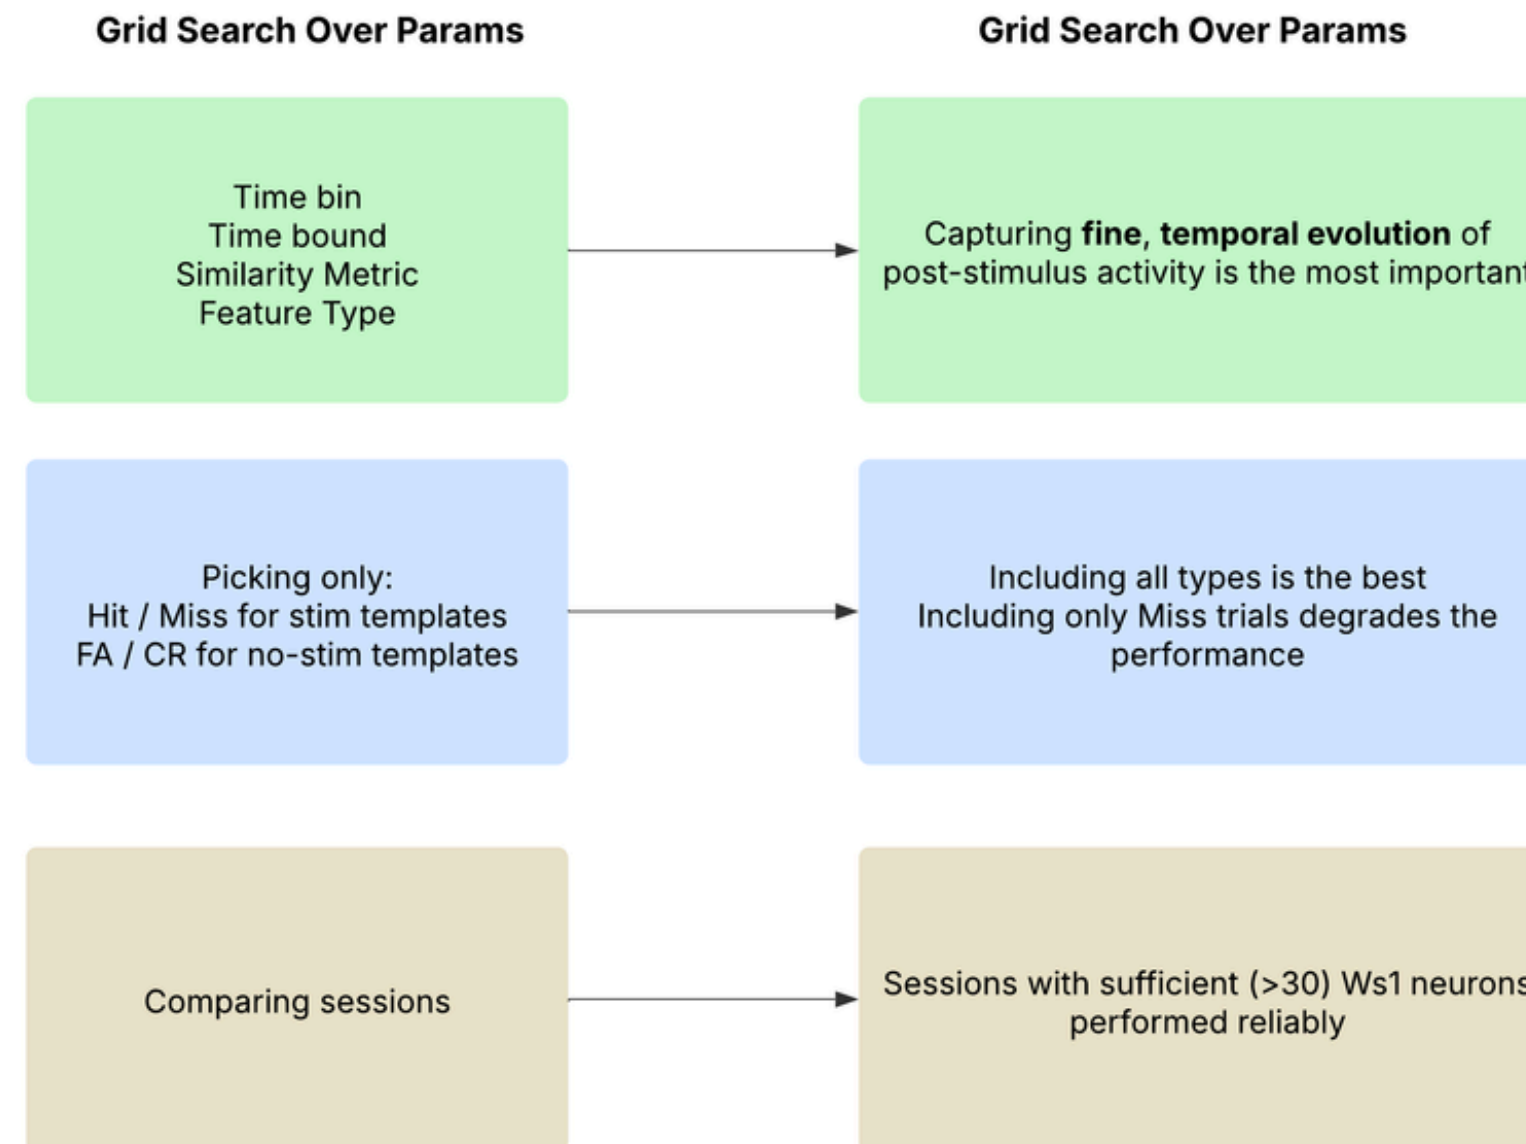 Grid Search Over Params
Grid Search Over Params
Time bin
Time bound
Similarity Metric
Feature Type
Capturing fine, temporal evolution of
post-stimulus activity is the most important
Picking only:
Hit / Miss for stim templates
FA / CR for no-stim templates
Including all types is the best
Including only Miss trials degrades the
performance
Comparing sessions
Sessions with sufficient (>30) Ws1 neurons
performed reliably